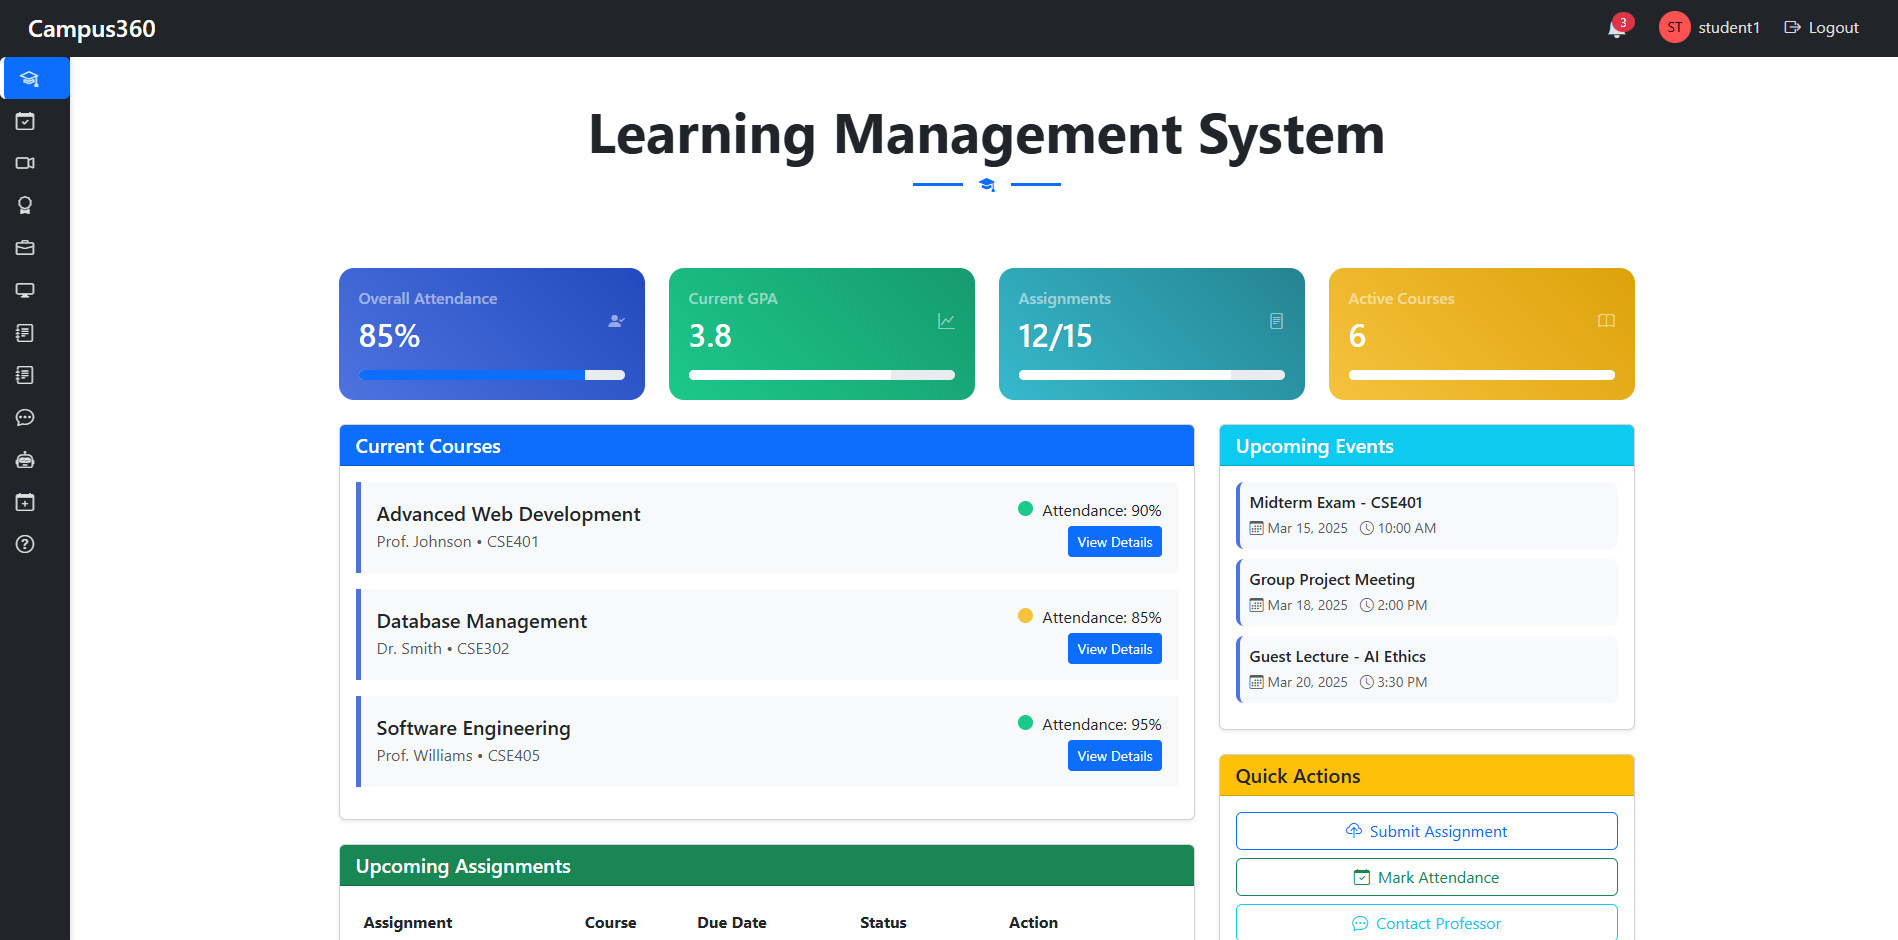 Campus360
3
ST
student1
Logout
Learning Management System
Overall Attendance
85%
Current GPA
3.8
Assignments
12/15
Active Courses
6
Current Courses
Advanced Web Development
Prof. Johnson • CSE401
Attendance: 90%
View Details
Database Management
Dr. Smith • CSE302
Attendance: 85%
View Details
Software Engineering
Prof. Williams • CSE405
Attendance: 95%
View Details
Upcoming Assignments
Assignment Course Due Date Status Action
Upcoming Events
Midterm Exam - CSE401
Mar 15, 2025 10:00 AM
Group Project Meeting
Mar 18, 2025 2:00 PM
Guest Lecture - AI Ethics
Mar 20, 2025 3:30 PM
Quick Actions
Submit Assignment
Mark Attendance
Contact Professor